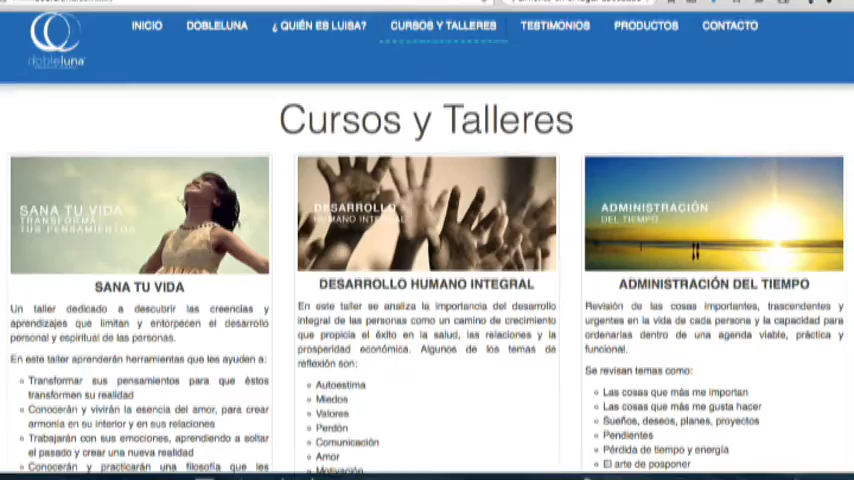 INICIO DOBLELUNA ¿ QUIÉN ES LUISA? CURSOS Y TALLERES TESTIMONIOS PRODUCTOS CONTACTO
dobleluna
Cursos y Talleres
SANA TU VIDA
TRANSFORMA
TUS PENSAMIENTOS
SANA TU VIDA
Un taller dedicado a descubrir las creencias y
aprendizajes que limitan y entorpecen el desarrollo
personal y espiritual de las personas.
En este taller aprenderán herramientas que les ayuden a:
Transformar sus pensamientos para que éstos
transformen su realidad
Conocerán y vivirán la esencia del amor, para crear
armonía en su interior y en sus relaciones
Trabajarán con sus emociones, aprendiendo a soltar
el pasado y crear una nueva realidad
Conocerán y practicarán una filosofía que les
DESARROLLO
HUMANO INTEGRAL
DESARROLLO HUMANO INTEGRAL
En este taller se analiza la importancia del desarrollo
integral de las personas como un camino de crecimiento
que propicia el éxito en la salud, las relaciones y la
prosperidad económica. Algunos de los temas de
reflexión son:
Autoestima
Miedos
Valores
Perdón
Comunicación
Amor
Motivación
ADMINISTRACIÓN
DEL TIEMPO
ADMINISTRACIÓN DEL TIEMPO
Revisión de las cosas importantes, trascendentes y
urgentes en la vida de cada persona y la capacidad para
ordenarlas dentro de una agenda viable, práctica y
funcional.
Se revisan temas como:
Las cosas que más me importan
Las cosas que más me gusta hacer
Sueños, deseos, planes, proyectos
Pendientes
Pérdida de tiempo y energía
El arte de posponer